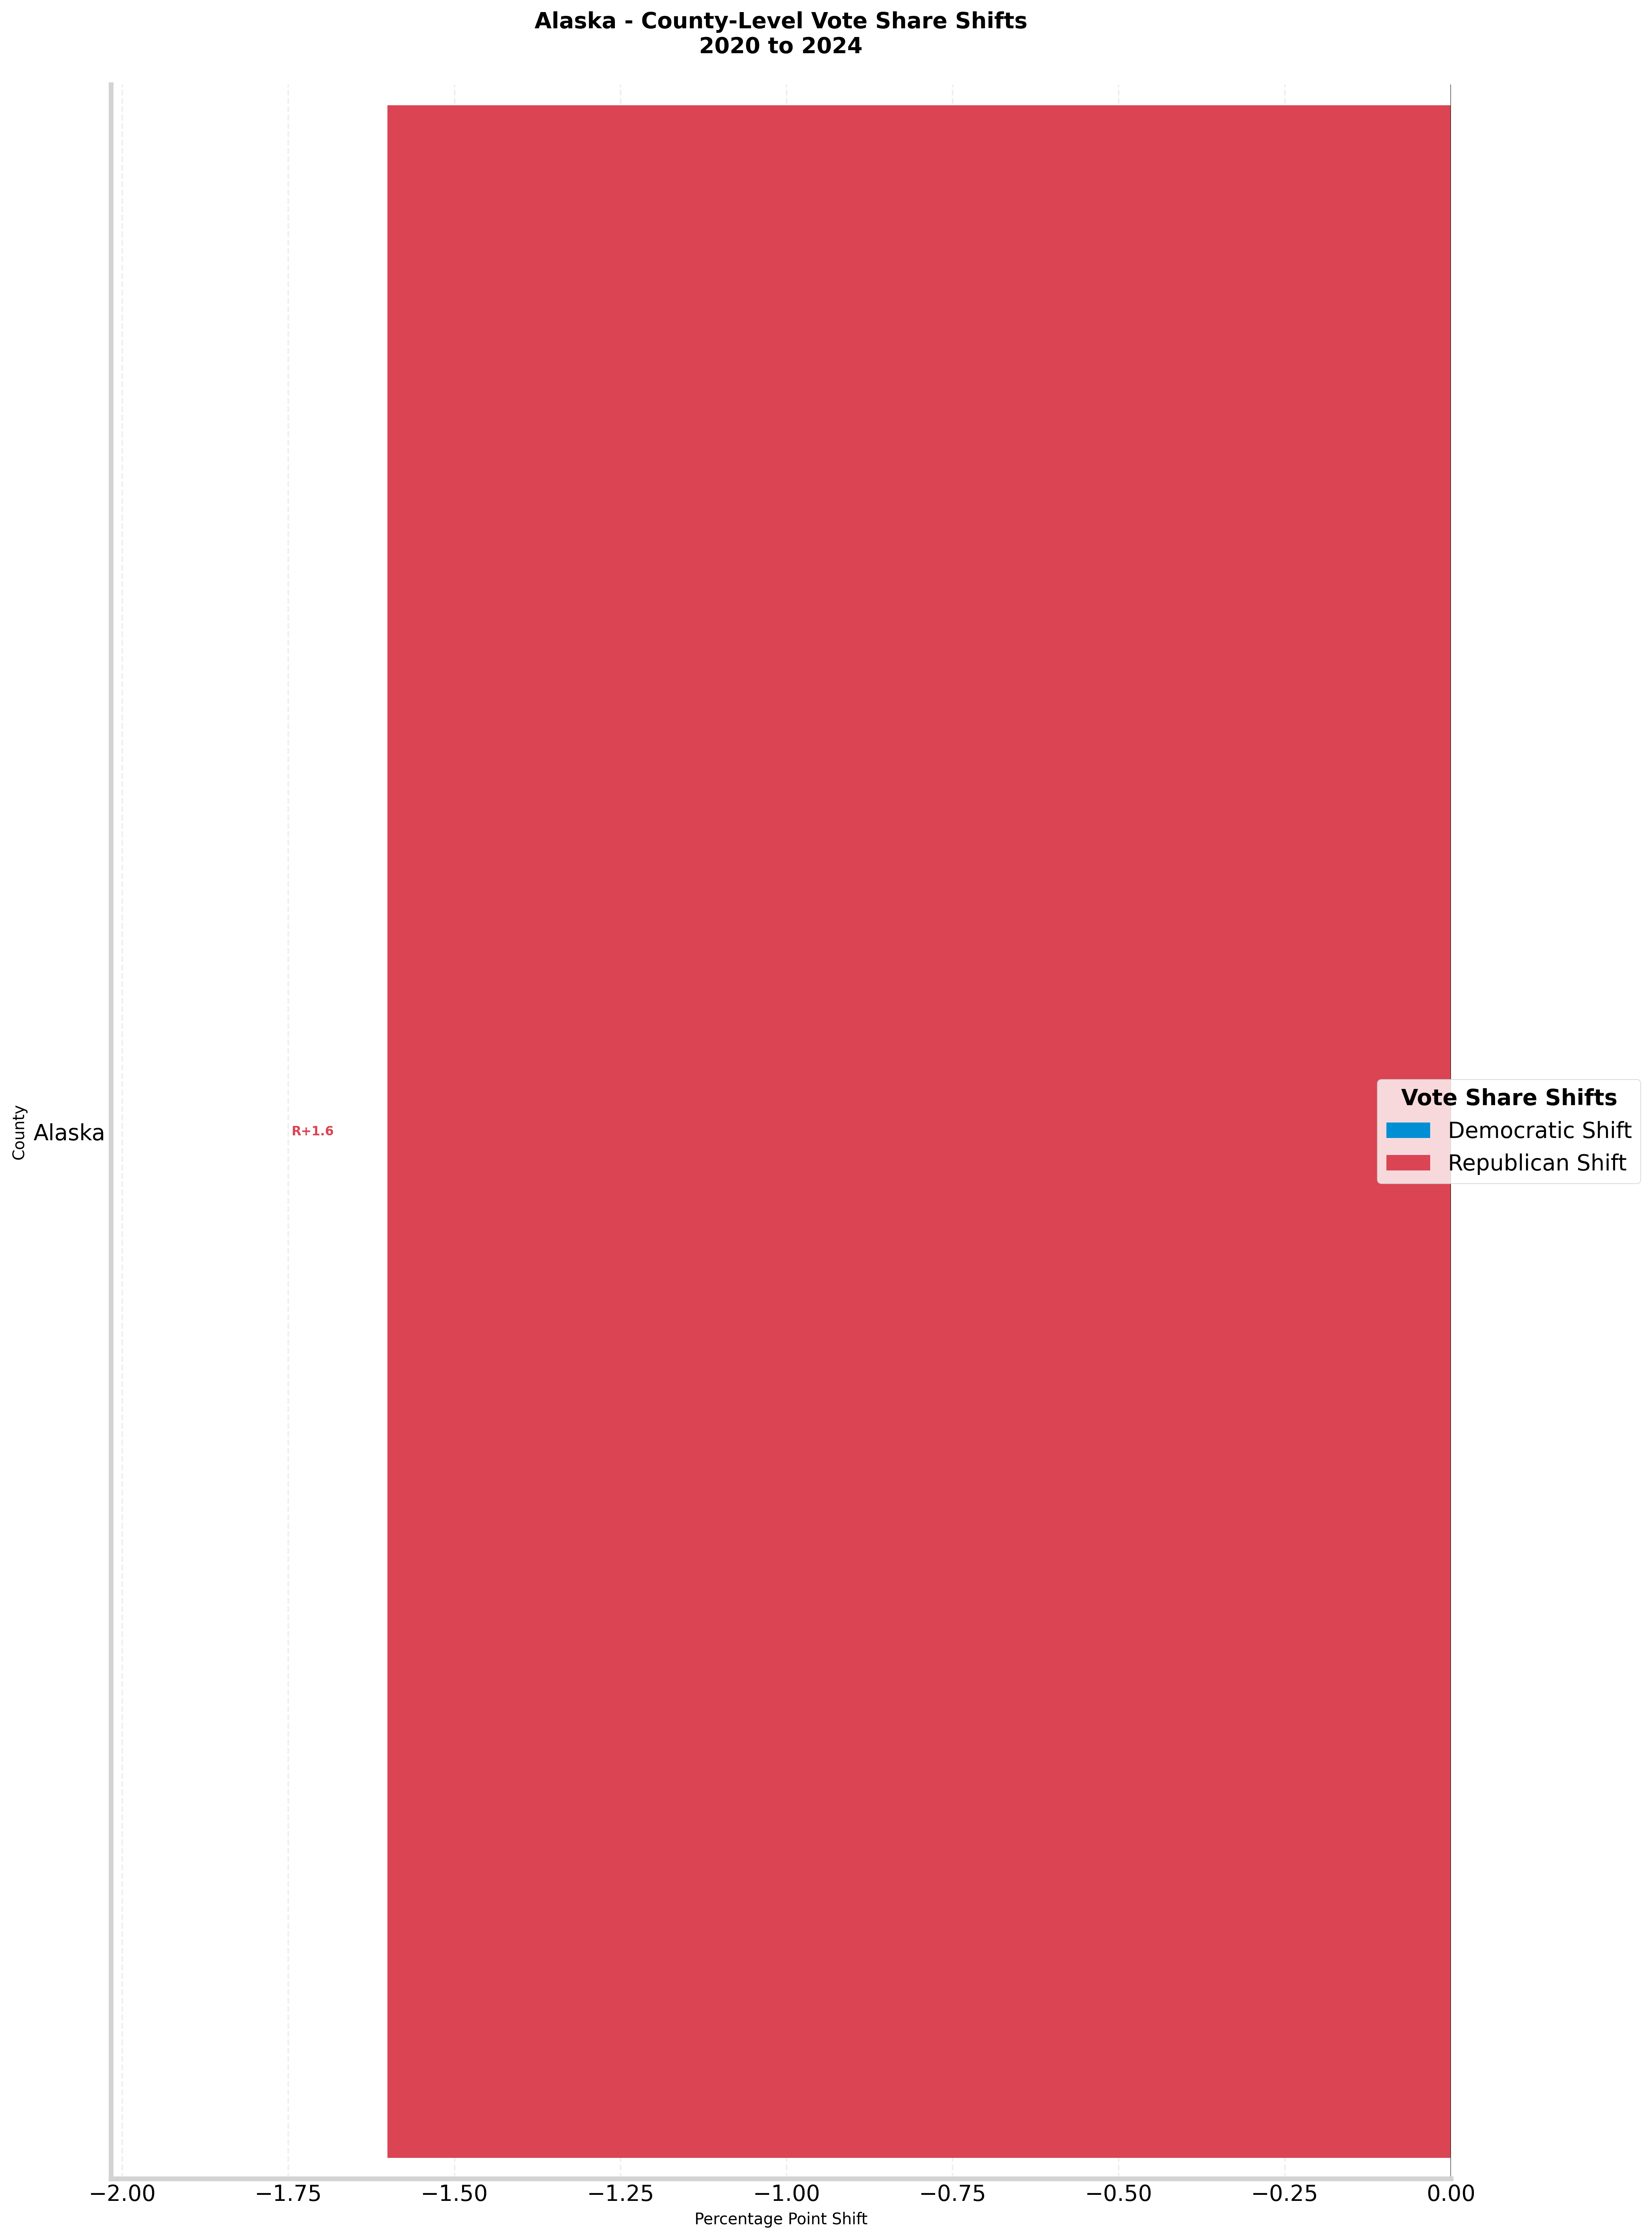 Alaska - County-Level Vote Share Shifts
2020 to 2024
County
Alaska
R+1.6
Vote Share Shifts
Democratic Shift
Republican Shift
−2.00 −1.75 −1.50 −1.25 −1.00 −0.75 −0.50 −0.25 0.00
Percentage Point Shift